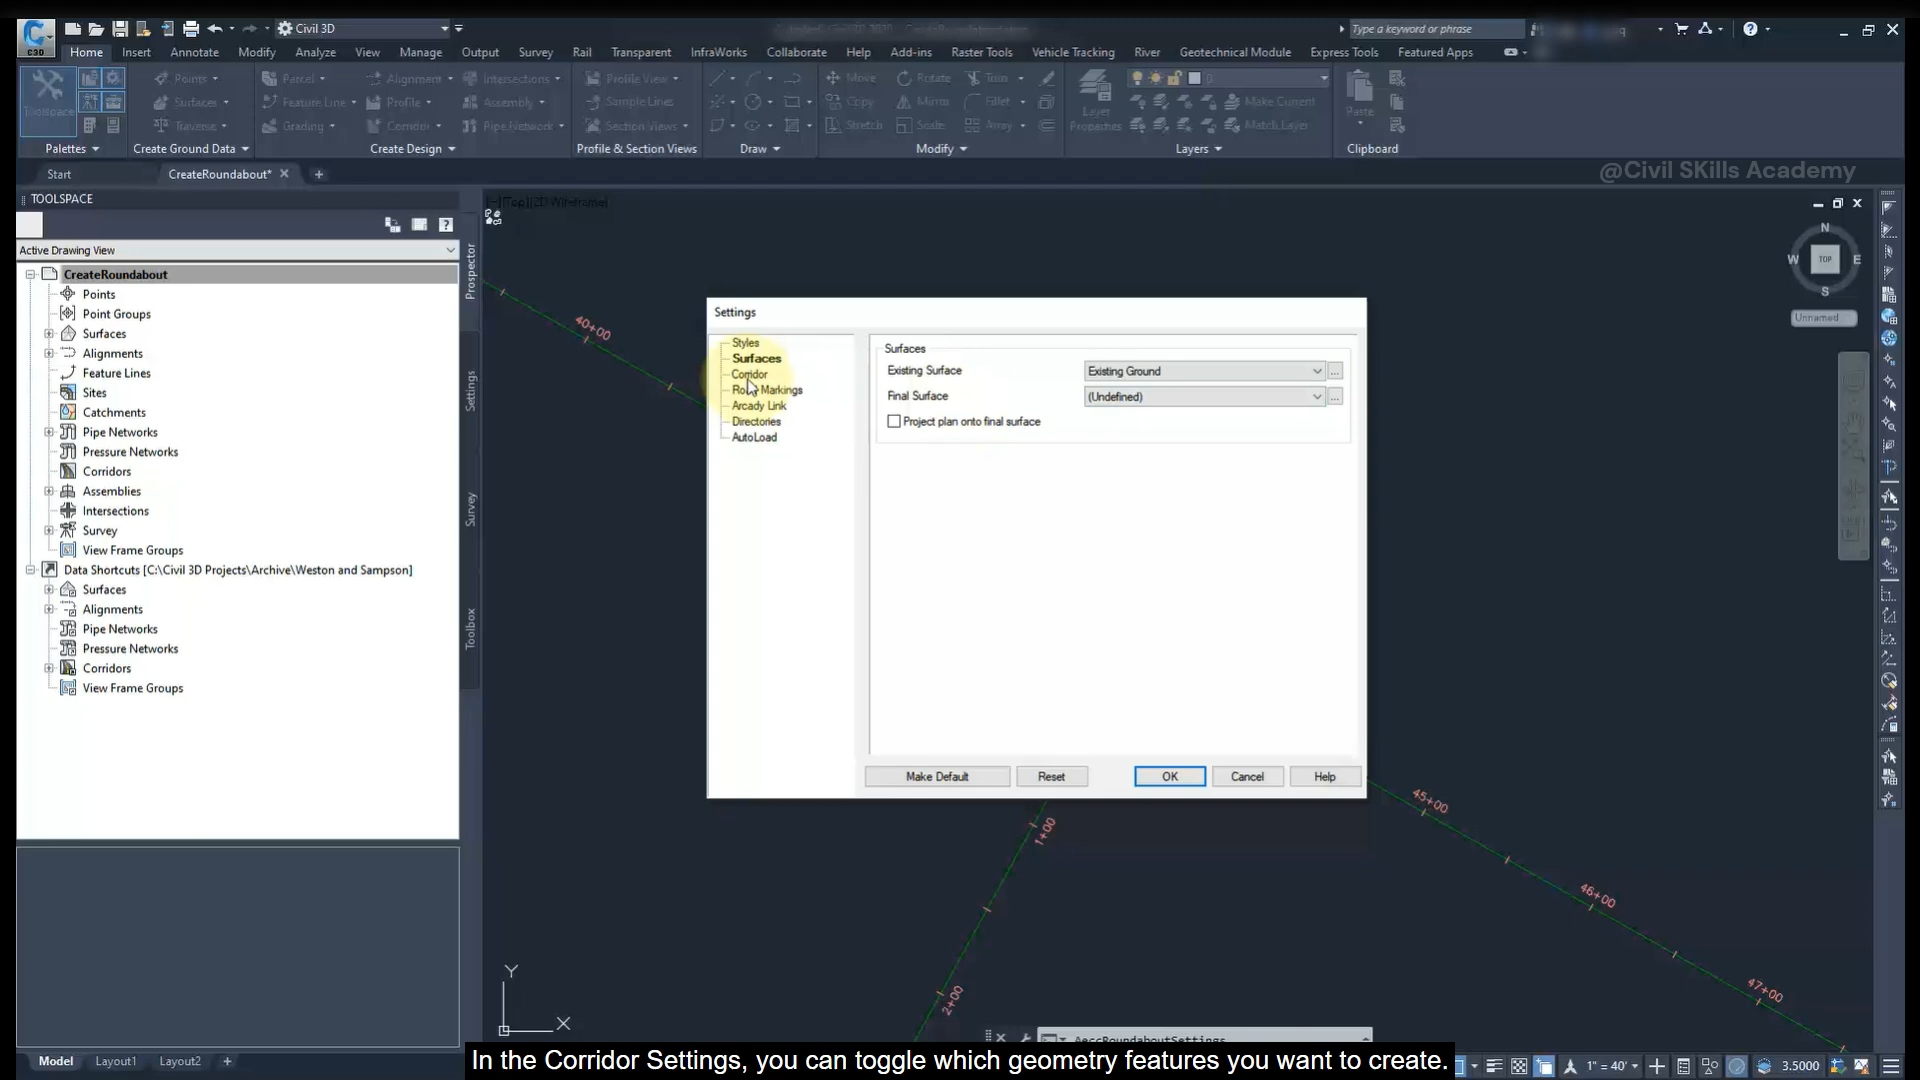 C3D
Civil 3D
Type a keyword or phrase
Home Insert Annotate Modify Analyze View Manage Output Survey Rail Transparent InfraWorks Collaborate Help Add-ins Raster Tools Vehicle Tracking River Geotechnical Module Express Tools Featured Apps
Points Parcel Alignment Intersections Profile View Move Rotate Trim 0
Toolspace Surfaces Feature Line Profile Assembly Sample Lines Copy Mirror Fillet Layer Properties Make Current Paste
Traverse Grading Corridor Pipe Network Section Views Stretch Scale Array Match Layer
Palettes Create Ground Data Create Design Profile & Section Views Draw Modify Layers Clipboard
Start CreateRoundabout*
@Civil SKills Academy
TOOLSPACE
[-][Top][2D Wireframe]
Active Drawing View
CreateRoundabout
Points
Point Groups
Surfaces
Alignments
Feature Lines
Sites
Catchments
Pipe Networks
Pressure Networks
Corridors
Assemblies
Intersections
Survey
View Frame Groups
Data Shortcuts [C:\Civil 3D Projects\Archive\Weston and Sampson]
Surfaces
Alignments
Pipe Networks
Pressure Networks
Corridors
View Frame Groups
Prospector
Settings
Survey
Toolbox
N
W TOP E
S
Unnamed
40+00
Settings
Styles
Surfaces
Corridor
Road Markings
Arcady Link
Directories
AutoLoad
Surfaces
Existing Surface Existing Ground ...
Final Surface (Undefined) ...
Project plan onto final surface
Make Default Reset OK Cancel Help
1+00
2+00
45+00
46+00
47+00
Y
X
AeccRoundaboutSettings
Model Layout1 Layout2
In the Corridor Settings, you can toggle which geometry features you want to create.
1" = 40' 3.5000